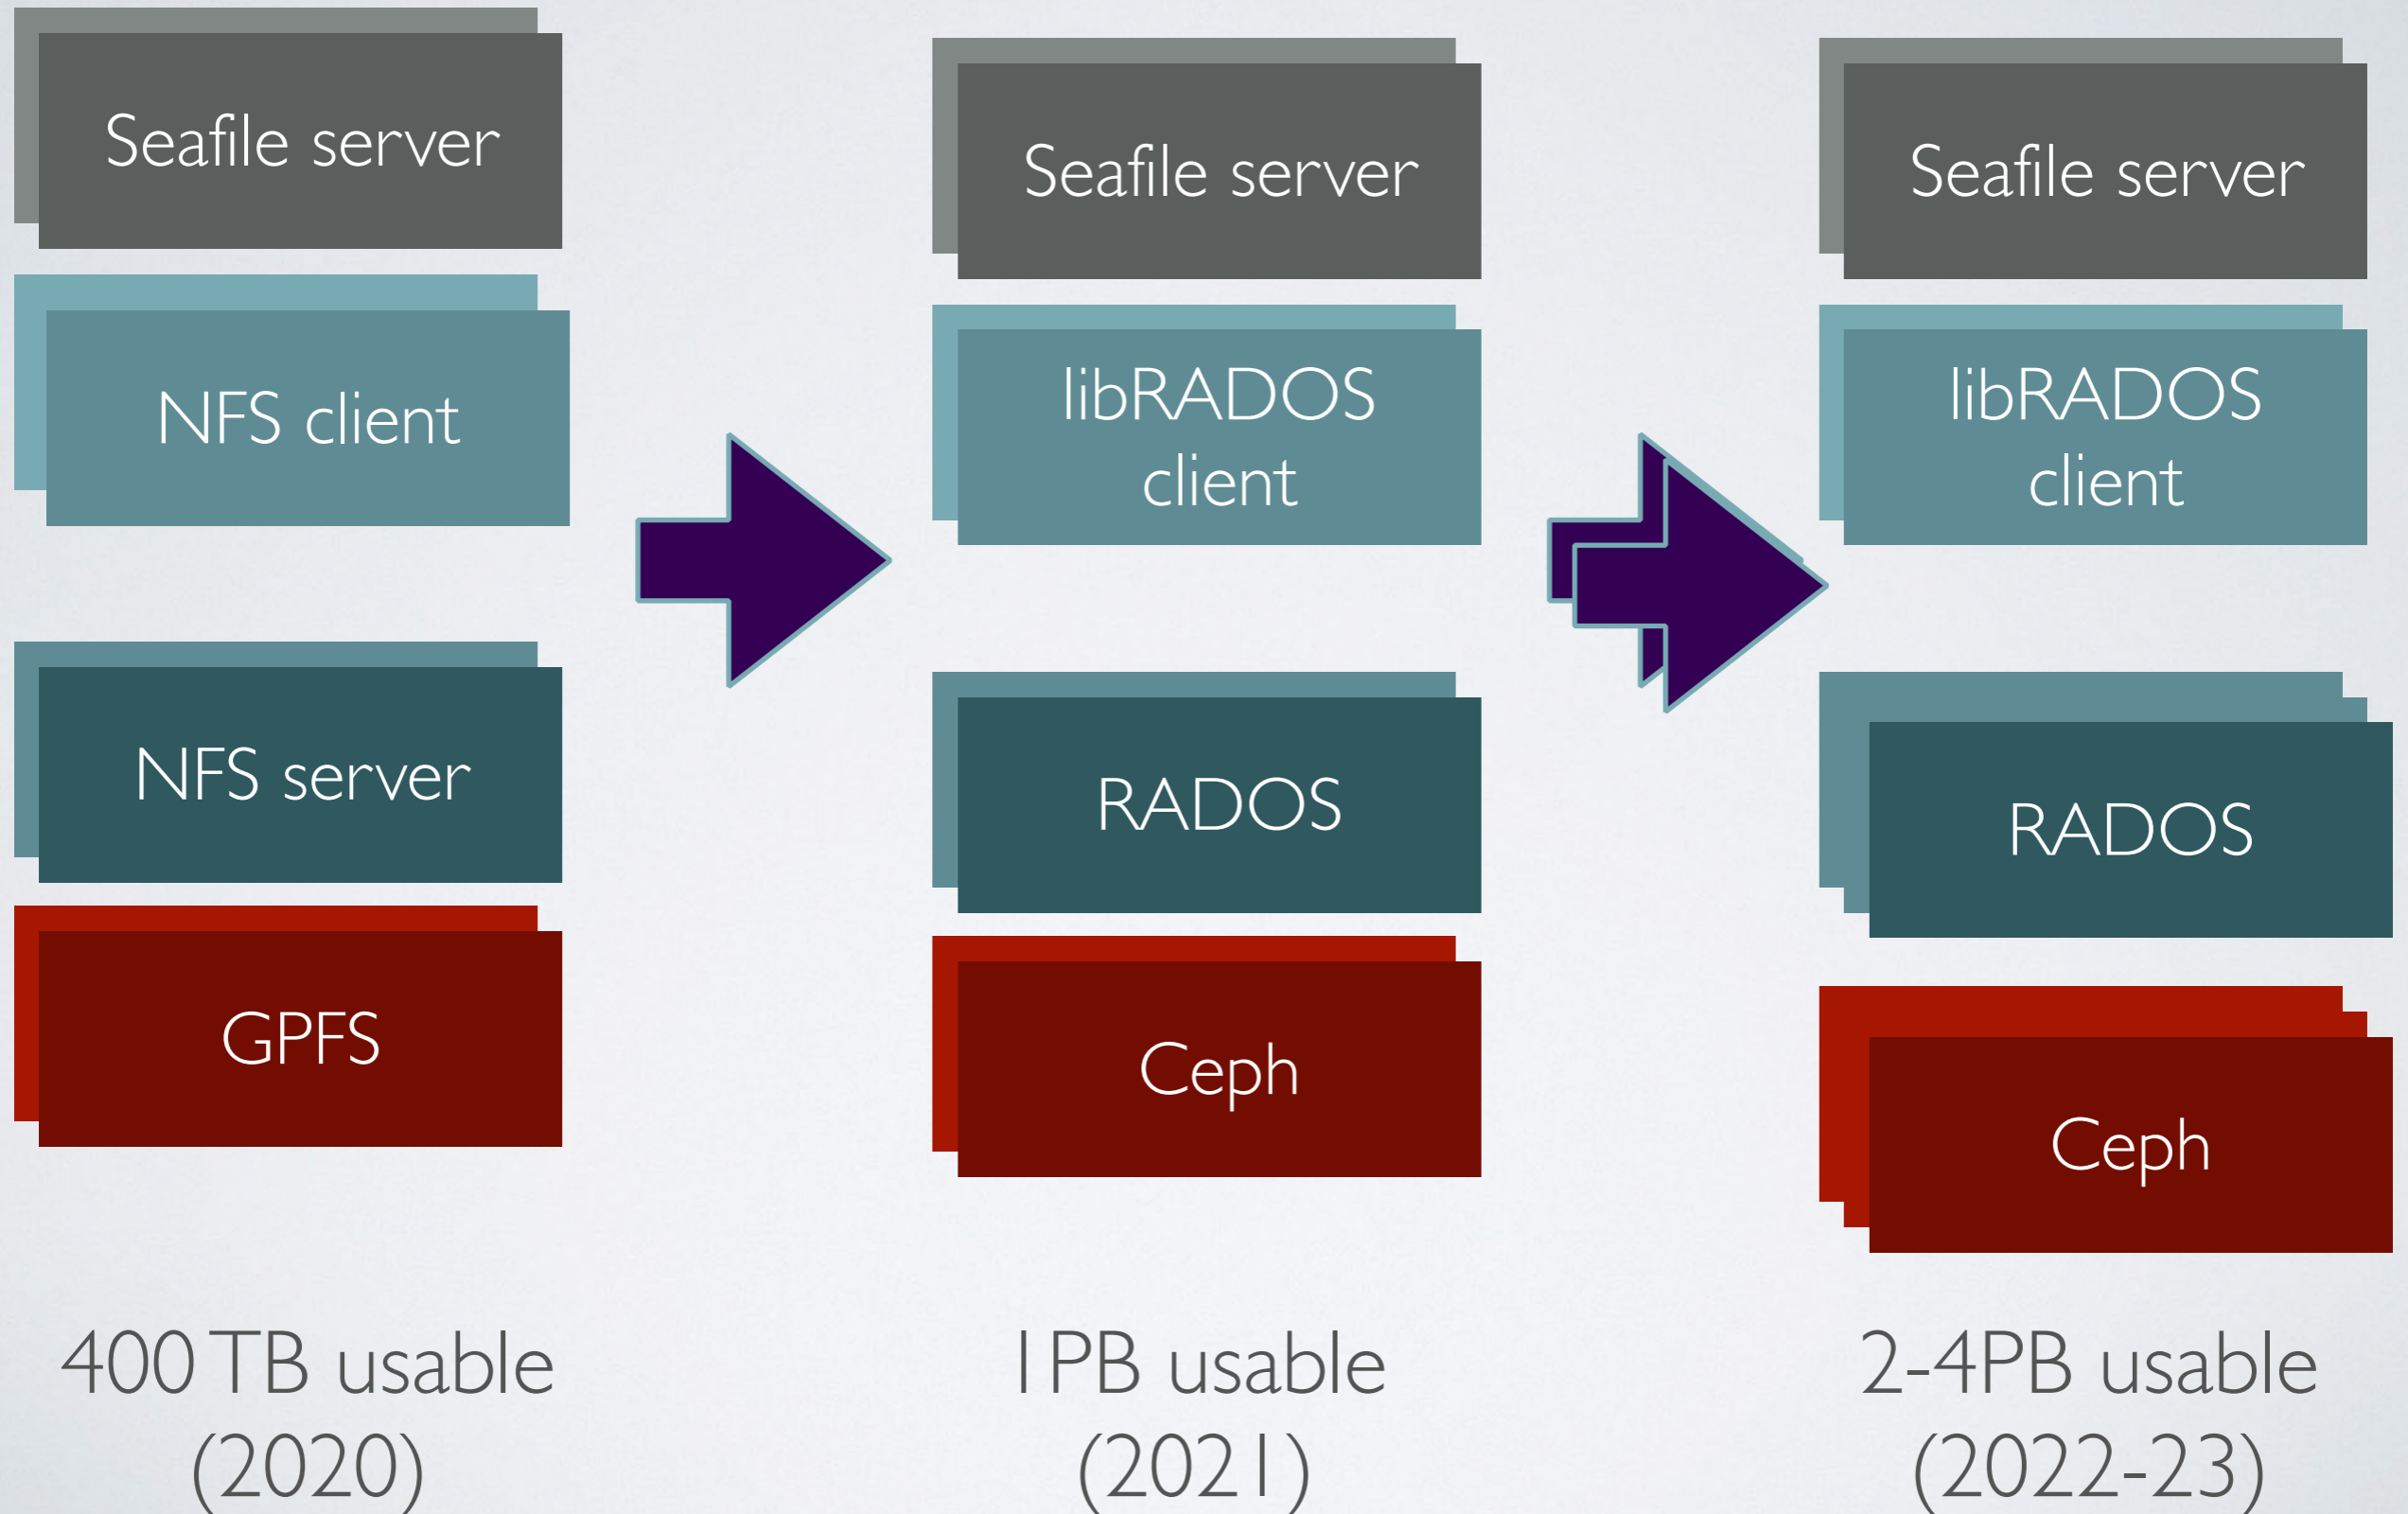 Seafile server
NFS client
NFS server
GPFS
400 TB usable
(2020)
Seafile server
libRADOS
client
RADOS
Ceph
1 PB usable
(2021)
Seafile server
libRADOS
client
RADOS
Ceph
2-4PB usable
(2022-23)